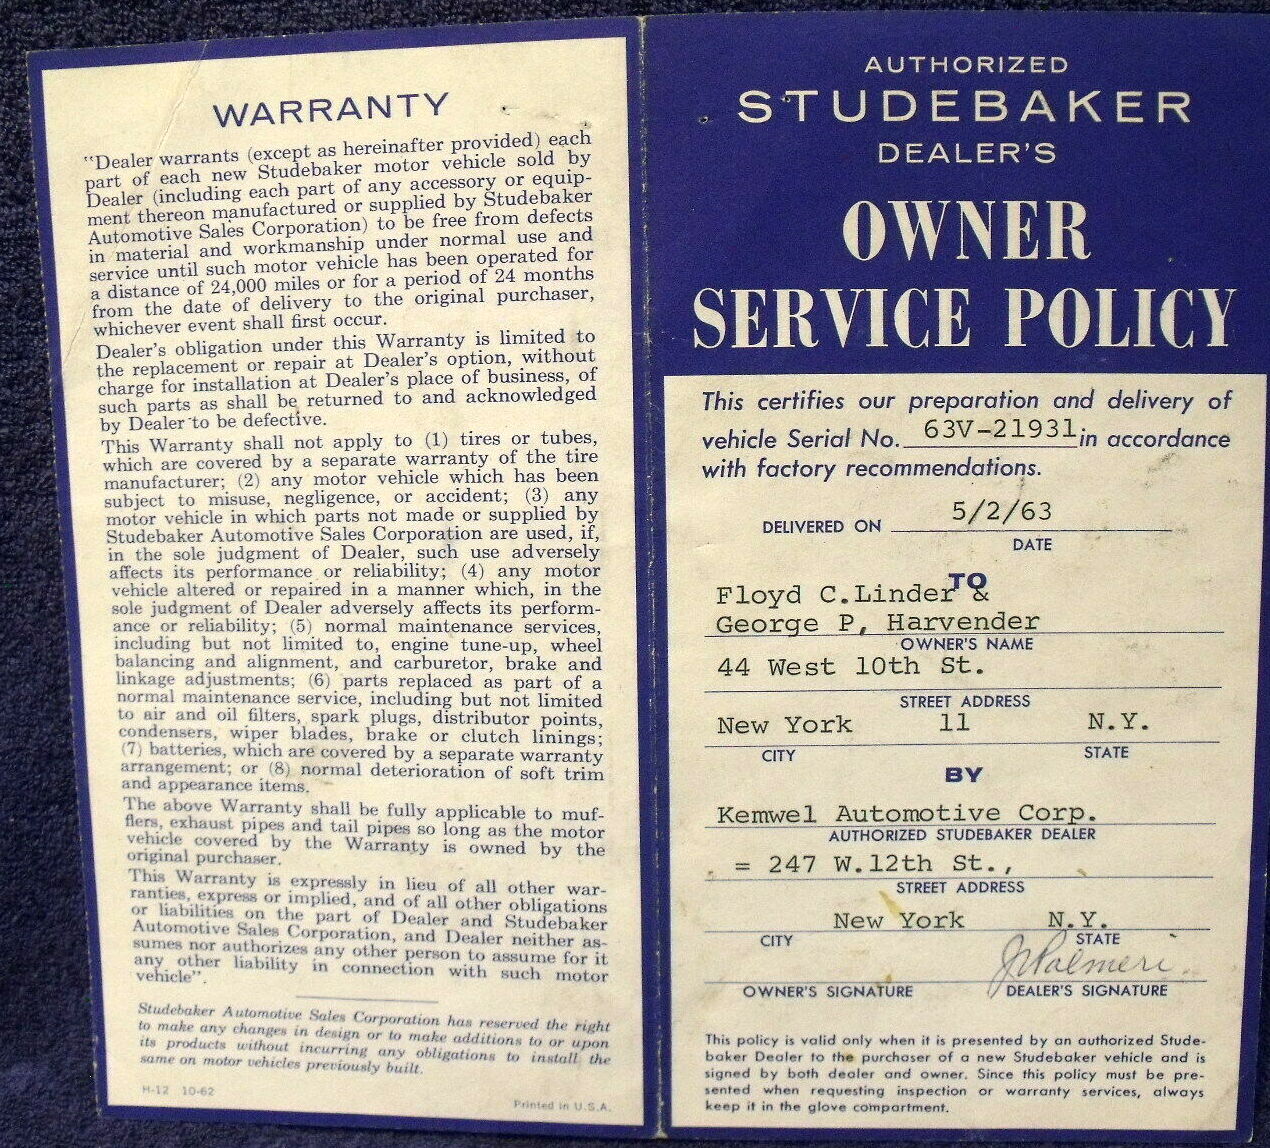 WARRANTY
"Dealer warrants (except as hereinafter provided) each
part of each new Studebaker motor vehicle sold by
Dealer (including each part of any accessory or equip-
ment thereon manufactured or supplied by Studebaker
Automotive Sales Corporation) to be free from defects
in material and workmanship under normal use and
service until such motor vehicle has been operated for
a distance of 24,000 miles or for a period of 24 months
from the date of delivery to the original purchaser,
whichever event shall first occur.
Dealer's obligation under this Warranty is limited to
the replacement or repair at Dealer's option, without
charge for installation at Dealer's place of business, of
such parts as shall be returned to and acknowledged
by Dealer to be defective.
This Warranty shall not apply to (1) tires or tubes,
which are covered by a separate warranty of the tire
manufacturer; (2) any motor vehicle which has been
subject to misuse, negligence, or accident; (3) any
motor vehicle in which parts not made or supplied by
Studebaker Automotive Sales Corporation are used, if,
in the sole judgment of Dealer, such use adversely
affects its performance or reliability; (4) any motor
vehicle altered or repaired in a manner which, in the
sole judgment of Dealer adversely affects its perform-
ance or reliability; (5) normal maintenance services,
including but not limited to, engine tune-up, wheel
balancing and alignment, and carburetor, brake and
linkage adjustments; (6) parts replaced as part of a
normal maintenance service, including but not limited
to air and oil filters, spark plugs, distributor points,
condensers, wiper blades, brake or clutch linings;
(7) batteries, which are covered by a separate warranty
arrangement; or (8) normal deterioration of soft trim
and appearance items.
The above Warranty shall be fully applicable to muf-
flers, exhaust pipes and tail pipes so long as the motor
vehicle covered by the Warranty is owned by the
original purchaser.
This Warranty is expressly in lieu of all other war-
ranties, express or implied, and of all other obligations
or liabilities on the part of Dealer and Studebaker
Automotive Sales Corporation, and Dealer neither as-
sumes nor authorizes any other person to assume for it
any other liability in connection with such motor
vehicle".
Studebaker Automotive Sales Corporation has reserved the right
to make any changes in design or to make additions to or upon
its products without incurring any obligations to install the
same on motor vehicles previously built.
H-12 10-62
Printed in U.S.A.
AUTHORIZED
STUDEBAKER
DEALER'S
OWNER
SERVICE POLICY
This certifies our preparation and delivery of
vehicle Serial No. 63V-21931 in accordance
with factory recommendations.
DELIVERED ON 5/2/63
DATE
TO
Floyd C.Linder &
George P, Harvender
OWNER'S NAME
44 West 10th St.
STREET ADDRESS
New York 11 N.Y.
CITY STATE
BY
Kemwel Automotive Corp.
AUTHORIZED STUDEBAKER DEALER
= 247 W.12th St.,
STREET ADDRESS
New York N.Y.
CITY STATE
J Palmeri
OWNER'S SIGNATURE DEALER'S SIGNATURE
This policy is valid only when it is presented by an authorized Stude-
baker Dealer to the purchaser of a new Studebaker vehicle and is
signed by both dealer and owner. Since this policy must be pre-
sented when requesting inspection or warranty services, always
keep it in the glove compartment.